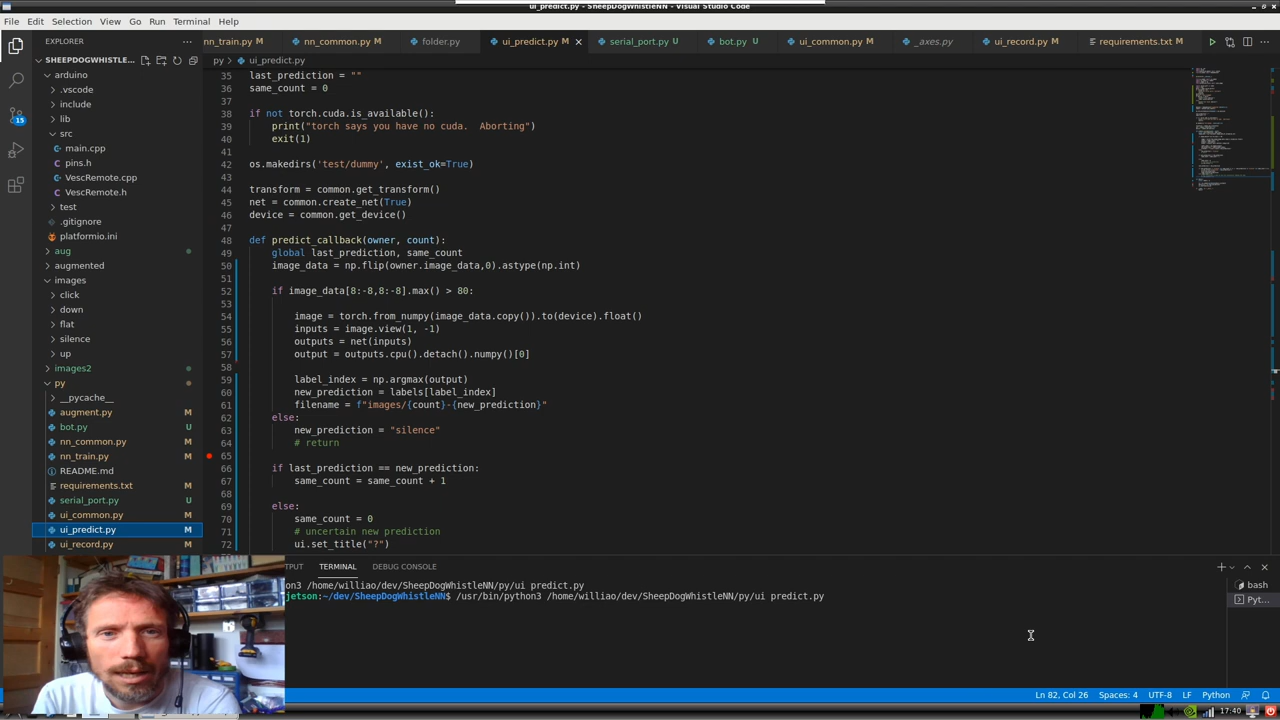 ui_predict.py - SheepDogWhistleNN - Visual Studio Code
File Edit Selection View Go Run Terminal Help
EXPLORER
nn_train.py M nn_common.py M folder.py ui_predict.py M serial_port.py U bot.py U ui_common.py M _axes.py ui_record.py M requirements.txt M
SHEEPDOGWHISTLE...
py > ui_predict.py
arduino
.vscode
include
lib
src
main.cpp
pins.h
VescRemote.cpp
VescRemote.h
test
.gitignore
platformio.ini
aug
augmented
images
click
down
flat
silence
up
images2
py
__pycache__
augment.py M
bot.py U
nn_common.py M
nn_train.py M
README.md
requirements.txt M
serial_port.py U
ui_common.py M
ui_predict.py M
ui_record.py M
15
35 last_prediction = ""
36 same_count = 0
37
38 if not torch.cuda.is_available():
39 print("torch says you have no cuda.  Aborting")
40 exit(1)
41
42 os.makedirs('test/dummy', exist_ok=True)
43
44 transform = common.get_transform()
45 net = common.create_net(True)
46 device = common.get_device()
47
48 def predict_callback(owner, count):
49 global last_prediction, same_count
50 image_data = np.flip(owner.image_data,0).astype(np.int)
51
52 if image_data[8:-8,8:-8].max() > 80:
53
54 image = torch.from_numpy(image_data.copy()).to(device).float()
55 inputs = image.view(1, -1)
56 outputs = net(inputs)
57 output = outputs.cpu().detach().numpy()[0]
58
59 label_index = np.argmax(output)
60 new_prediction = labels[label_index]
61 filename = f"images/{count}-{new_prediction}"
62 else:
63 new_prediction = "silence"
64 # return
65
66 if last_prediction == new_prediction:
67 same_count = same_count + 1
68
69 else:
70 same_count = 0
71 # uncertain new prediction
72 ui.set_title("?")
TPUT TERMINAL DEBUG CONSOLE
on3 /home/williao/dev/SheepDogWhistleNN/py/ui_predict.py
jetson:~/dev/SheepDogWhistleNN$ /usr/bin/python3 /home/williao/dev/SheepDogWhistleNN/py/ui_predict.py
bash
Pyt...
Ln 82, Col 26 Spaces: 4 UTF-8 LF Python
17:40